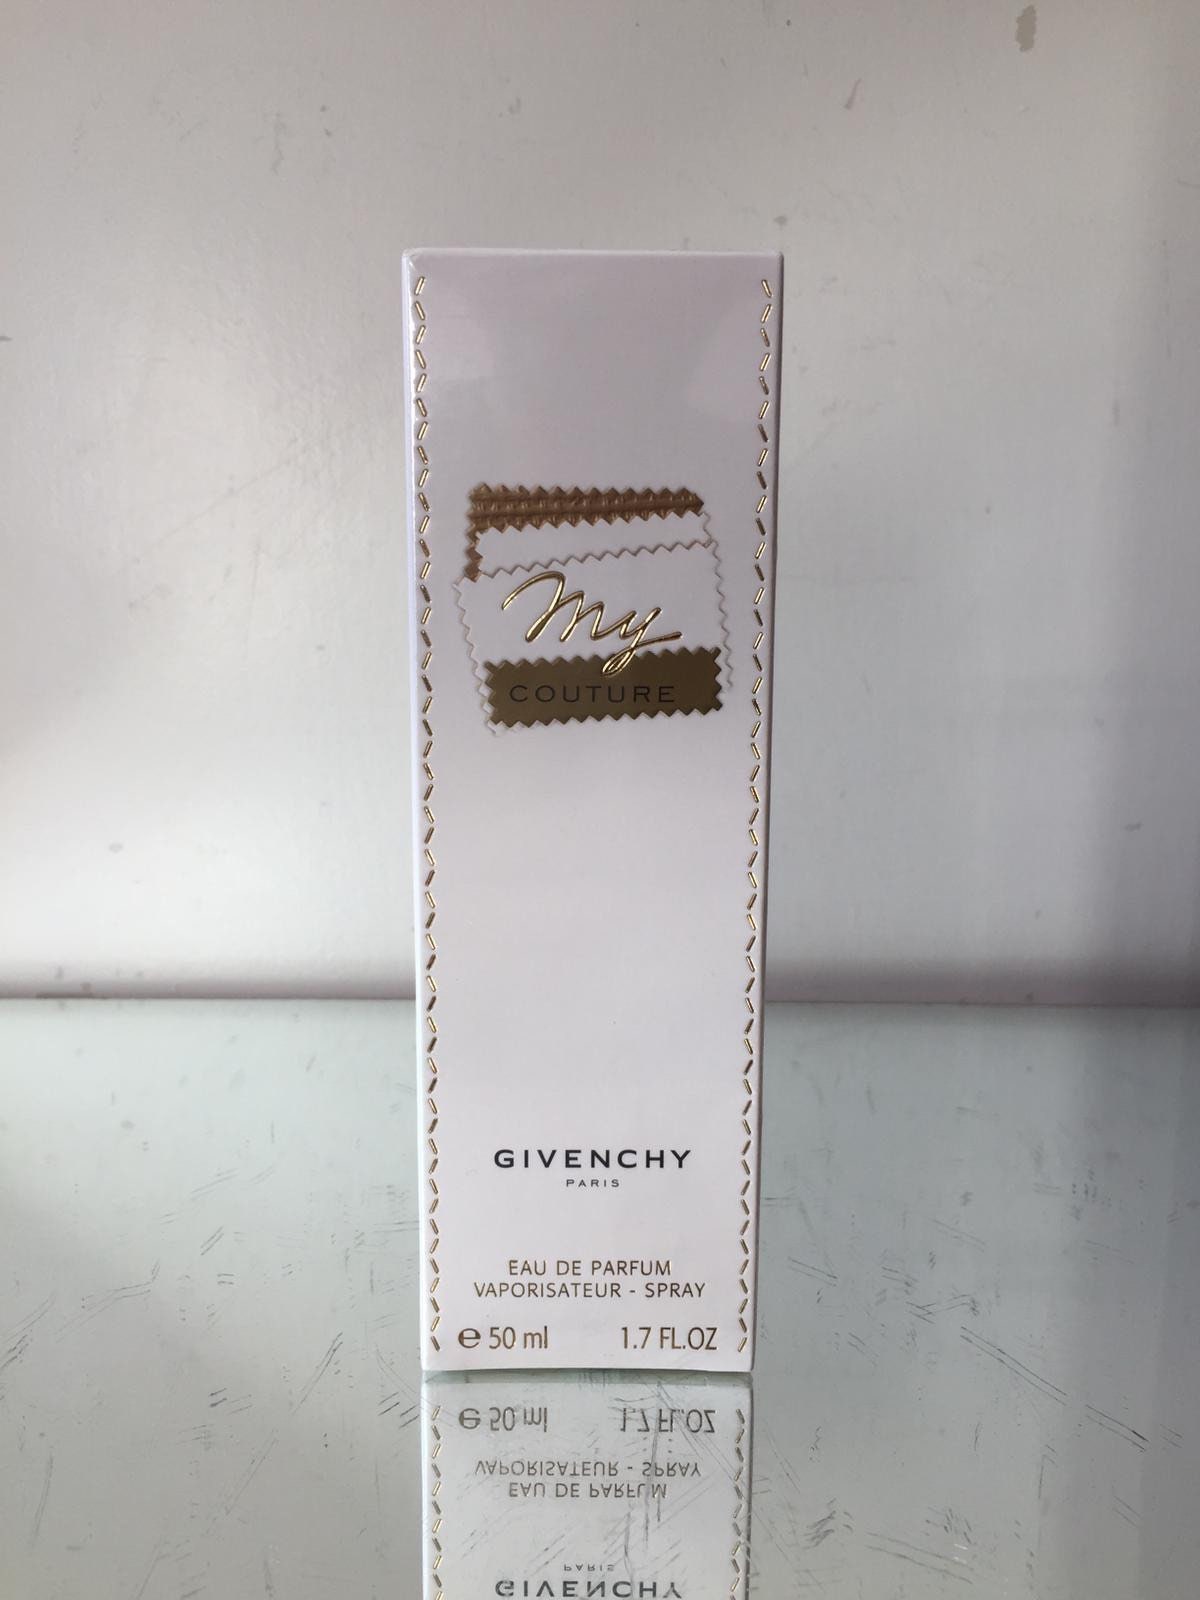 My
COUTURE
GIVENCHY
PARIS
EAU DE PARFUM
VAPORISATEUR - SPRAY
℮ 50 ml 1.7 FL.OZ